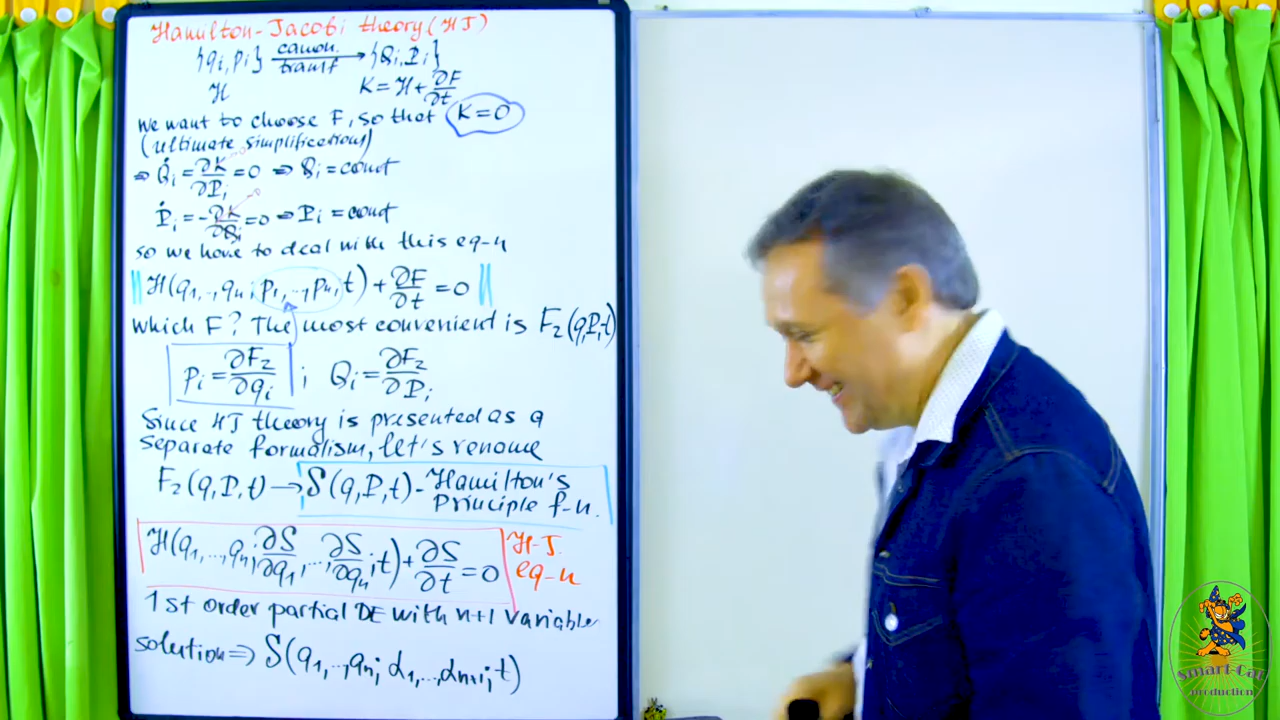 Hamilton-Jacobi theory (HJ)
{qi, pi} canon. transf → {Qi, Pi}
H K = H + ∂F/∂t
We want to choose F, so that K=0
(ultimate simplifications)
⇒ Q̇i = ∂K/∂Pi = 0 ⇒ Qi = const
Ṗi = -∂K/∂Qi = 0 ⇒ Pi = const
so we have to deal with this eq-n
H(q1, .., qn; p1, .., pn, t) + ∂F/∂t = 0
Which F? The most convenient is F2(q,P,t)
pi = ∂F2/∂qi ; Qi = ∂F2/∂Pi
Since HJ theory is presented as a
separate formalism, let's rename
F2(q,P,t) → S(q,P,t) - Hamilton's
Principle f-n.
H(q1, .., qn; ∂S/∂q1, ..., ∂S/∂qn; t) + ∂S/∂t = 0 H-J.
eq-n
1st order partial DE with n+1 variable
solution ⇒ S(q1, .., qn; α1, .., αn+1; t)
Smart Cat
production